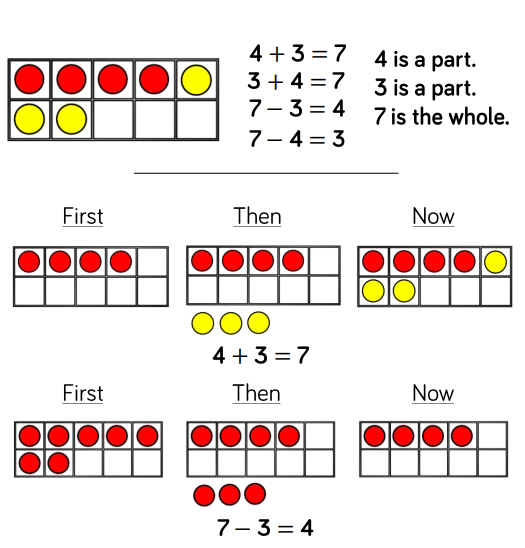 4 + 3 = 7
3 + 4 = 7
7 − 3 = 4
7 − 4 = 3
4 is a part.
3 is a part.
7 is the whole.
First Then Now
4 + 3 = 7
First Then Now
7 − 3 = 4